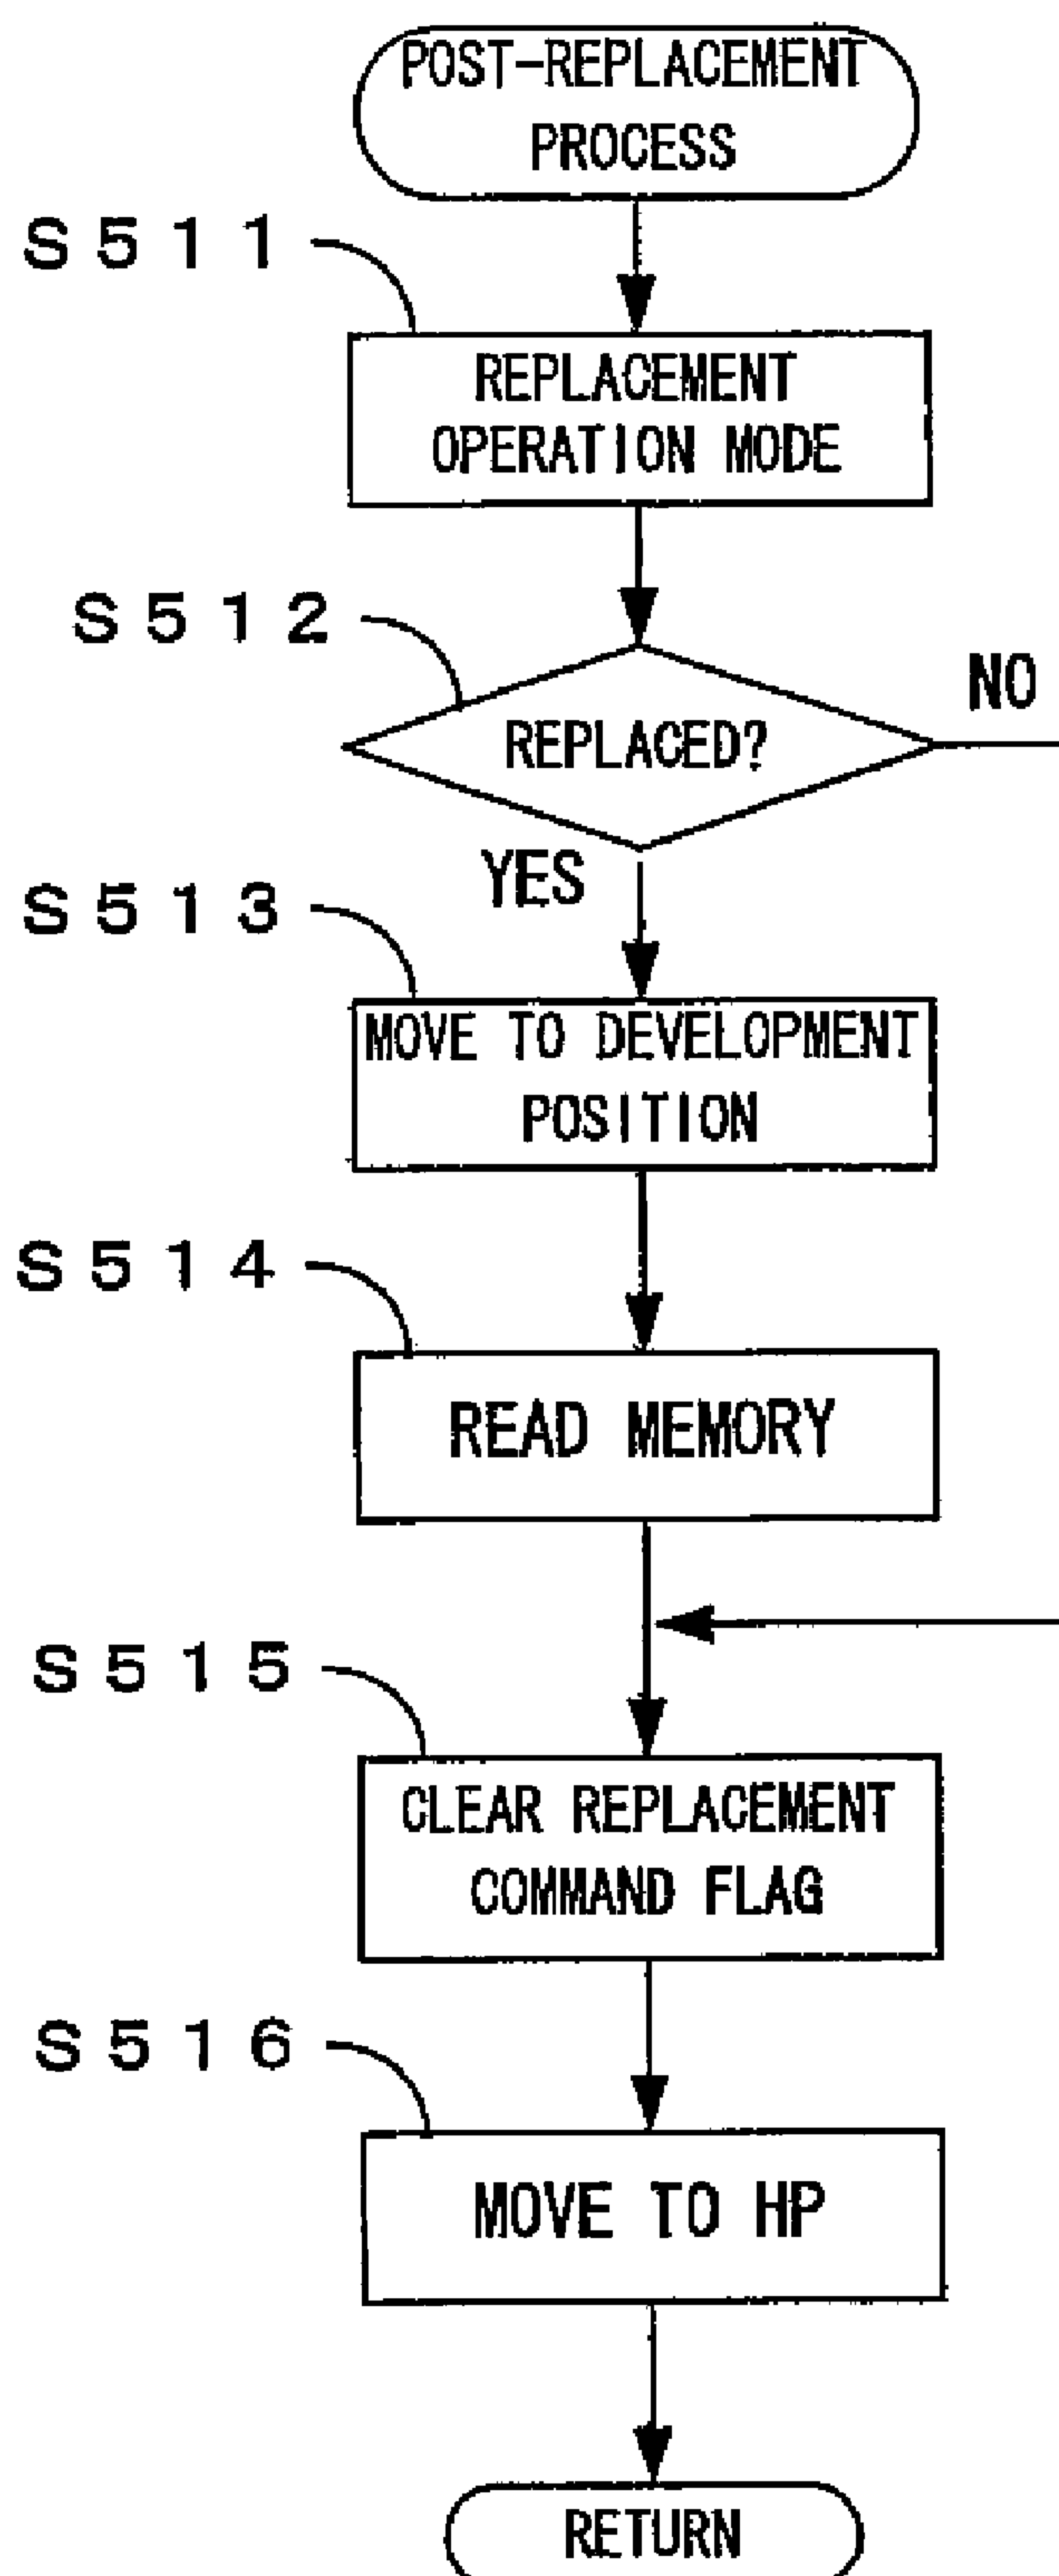 POST-REPLACEMENT
PROCESS
S511
REPLACEMENT
OPERATION MODE
S512
NO
REPLACED?
YES
S513
MOVE TO DEVELOPMENT
POSITION
S514
READ MEMORY
S515
CLEAR REPLACEMENT
COMMAND FLAG
S516
MOVE TO HP
RETURN